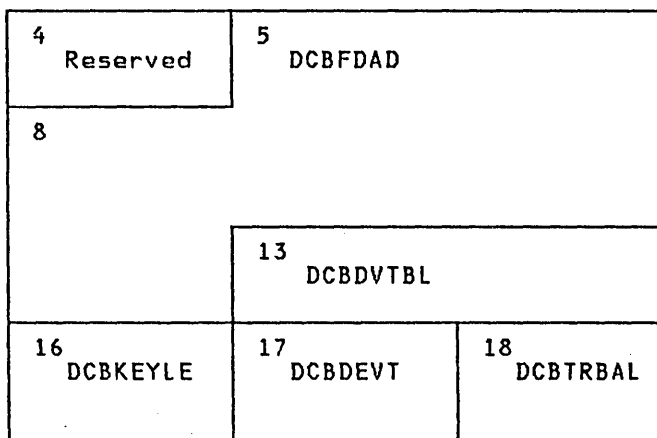 4 5
Reserved DCBFDAD
8
13
DCBDVTBL
16 17 18
DCBKEYLE DCBDEVT DCBTRBAL